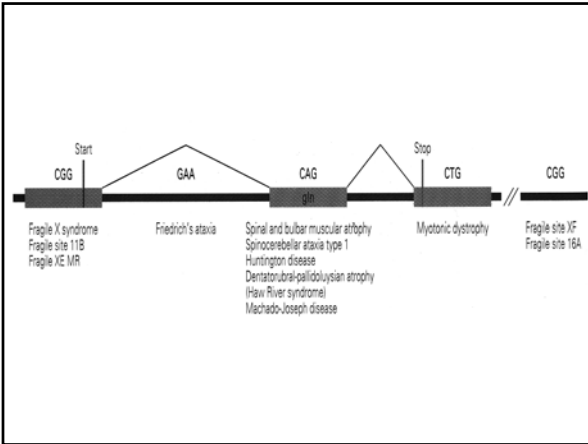 Start
Stop
CGG
GAA
CAG
CTG
CGG
gln
Fragile X syndrome
Fragile site 11B
Fragile XE MR
Friedrich's ataxia
Spinal and bulbar muscular atrophy
Spinocerebellar ataxia type 1
Huntington disease
Dentatorubral-pallidoluysian atrophy
(Haw River syndrome)
Machado-Joseph disease
Myotonic dystrophy
Fragile site XF
Fragile site 16A